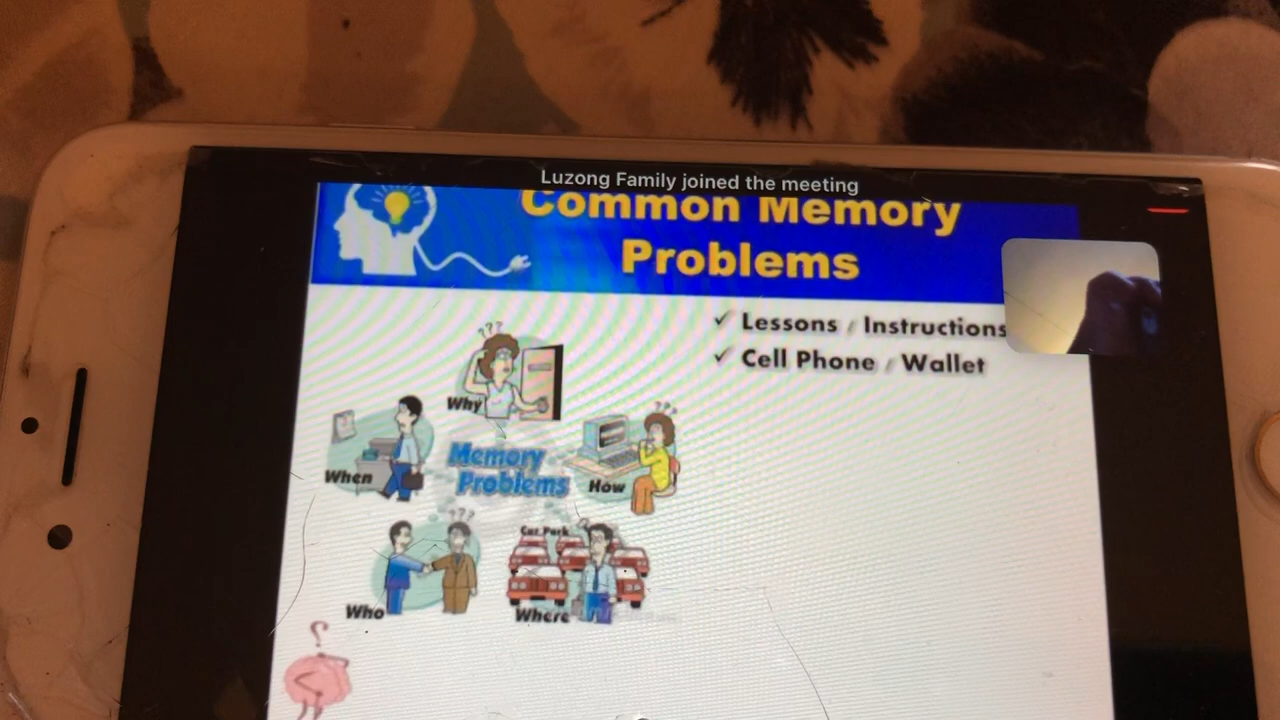 Luzong Family joined the meeting
Common Memory
Problems
✓ Lessons / Instructions
✓ Cell Phone / Wallet
???
Why
???
When
Memory
Problems
How
???
Car Park
Who
Where
?